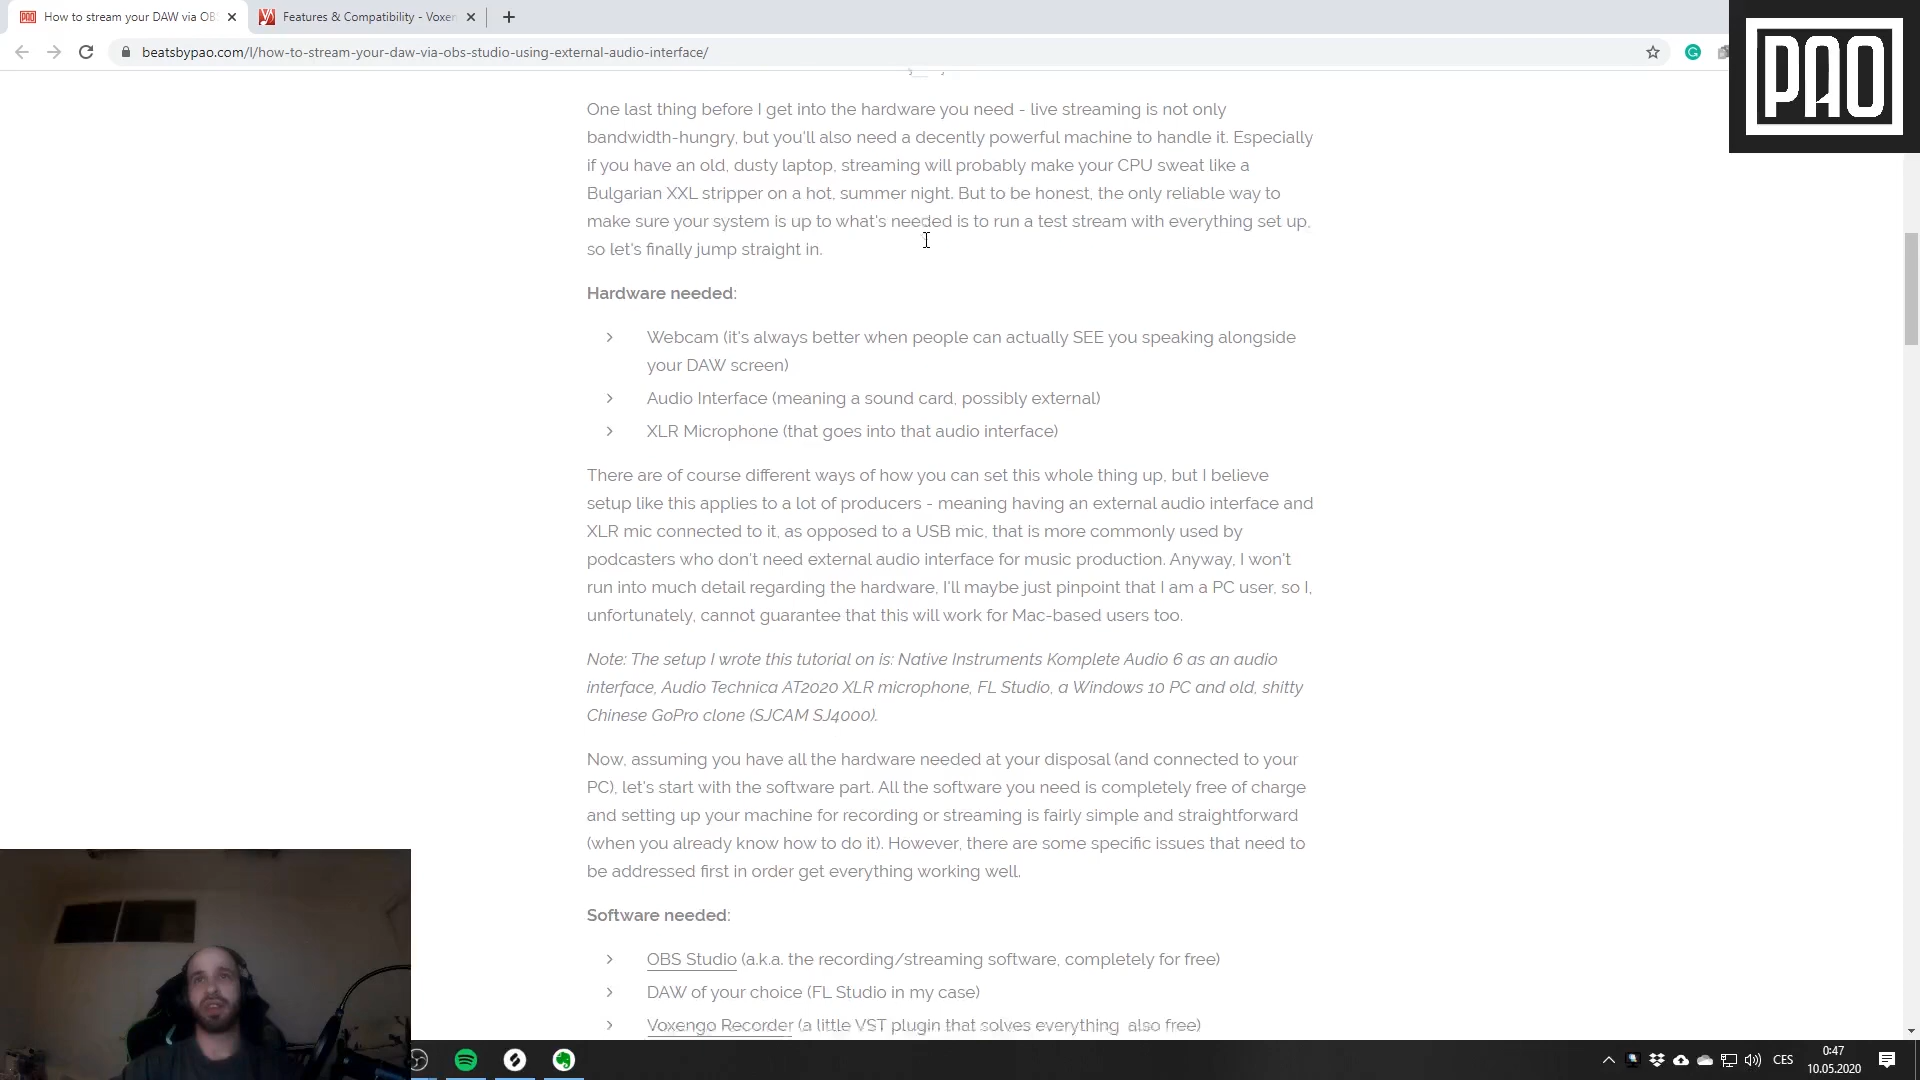 How to stream your DAW via OB
Features & Compatibility - Voxen
beatsbypao.com/l/how-to-stream-your-daw-via-obs-studio-using-external-audio-interface/
PAO
One last thing before I get into the hardware you need - live streaming is not only
bandwidth-hungry, but you'll also need a decently powerful machine to handle it. Especially
if you have an old, dusty laptop, streaming will probably make your CPU sweat like a
Bulgarian XXL stripper on a hot, summer night. But to be honest, the only reliable way to
make sure your system is up to what's needed is to run a test stream with everything set up,
so let's finally jump straight in.
Hardware needed:
Webcam (it's always better when people can actually SEE you speaking alongside
your DAW screen)
Audio Interface (meaning a sound card, possibly external)
XLR Microphone (that goes into that audio interface)
There are of course different ways of how you can set this whole thing up, but I believe
setup like this applies to a lot of producers - meaning having an external audio interface and
XLR mic connected to it, as opposed to a USB mic, that is more commonly used by
podcasters who don't need external audio interface for music production. Anyway, I won't
run into much detail regarding the hardware, I'll maybe just pinpoint that I am a PC user, so I,
unfortunately, cannot guarantee that this will work for Mac-based users too.
Note: The setup I wrote this tutorial on is: Native Instruments Komplete Audio 6 as an audio
interface, Audio Technica AT2020 XLR microphone, FL Studio, a Windows 10 PC and old, shitty
Chinese GoPro clone (SJCAM SJ4000).
Now, assuming you have all the hardware needed at your disposal (and connected to your
PC), let's start with the software part. All the software you need is completely free of charge
and setting up your machine for recording or streaming is fairly simple and straightforward
(when you already know how to do it). However, there are some specific issues that need to
be addressed first in order get everything working well.
Software needed:
OBS Studio (a.k.a. the recording/streaming software, completely for free)
DAW of your choice (FL Studio in my case)
Voxengo Recorder (a little VST plugin that solves everything, also free)
CES
0:47
10.05.2020